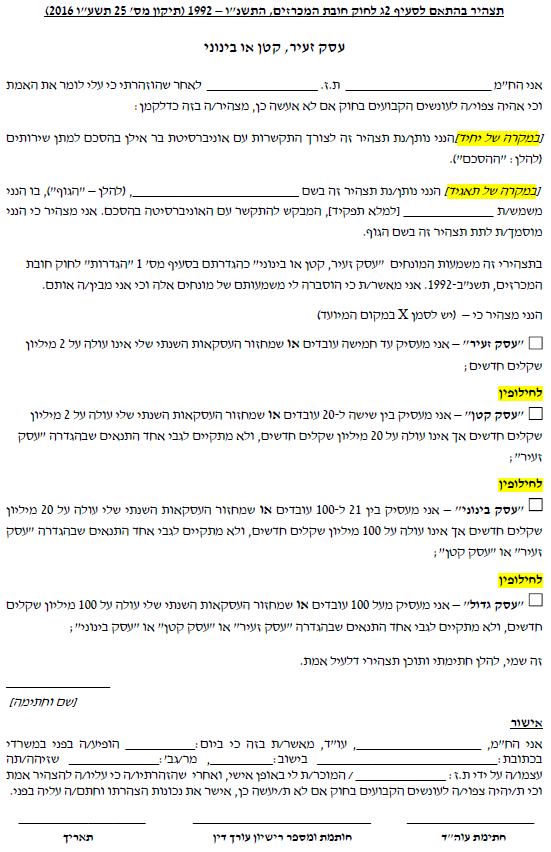 תצהיר בהתאם לסעיף 2ג לחוק חובת המכרזים, התשנ"ו – 1992 (תיקון מס' 25 תשע"ו 2016)
עסק זעיר, קטן או בינוני
אני הח"מ ____________________ ת.ז. ________________ לאחר שהוזהרתי כי עלי לומר את האמת
וכי אהיה צפוי/ה לעונשים הקבועים בחוק אם לא אעשה כן, מצהיר/ה בזה כדלקמן:
[במקרה של יחיד] הנני נותן/נת תצהיר זה לצורך התקשרות עם אוניברסיטת בר אילן בהסכם למתן שירותים
(להלן: "ההסכם").
[במקרה של תאגיד] הנני נותן/נת תצהיר זה בשם ______________________, (להלן – "הגוף"), בו הנני
משמש/ת ____________ [למלא תפקיד], המבקש להתקשר עם האוניברסיטה בהסכם. אני מצהיר כי הנני
מוסמך/ת לתת תצהיר זה בשם הגוף.
בתצהירי זה משמעות המונחים "עסק זעיר, קטן או בינוני" כהגדרתם בסעיף מס' 1 "הגדרות" לחוק חובת
המכרזים, תשנ"ב-1992. אני מאשר/ת כי הוסברה לי משמעותם של מונחים אלה וכי אני מבין/ה אותם.
הנני מצהיר כי – (יש לסמן X במקום המיועד)
☐ "עסק זעיר" – אני מעסיק עד חמישה עובדים או שמחזור העסקאות השנתי שלי אינו עולה על 2 מיליון
שקלים חדשים;
לחילופין
☐ "עסק קטן" – אני מעסיק בין שישה ל-20 עובדים או שמחזור העסקאות השנתי שלי עולה על 2 מיליון
שקלים חדשים אך אינו עולה על 20 מיליון שקלים חדשים, ולא מתקיים לגבי אחד התנאים שבהגדרה "עסק
זעיר";
לחילופין
☐ "עסק בינוני" – אני מעסיק בין 21 ל-100 עובדים או שמחזור העסקאות השנתי שלי עולה על 20 מיליון
שקלים חדשים אך אינו עולה על 100 מיליון שקלים חדשים, ולא מתקיים לגבי אחד התנאים שבהגדרה "עסק
זעיר" או "עסק קטן";
לחילופין
☐ "עסק גדול" – אני מעסיק מעל 100 עובדים או שמחזור העסקאות השנתי שלי עולה על 100 מיליון שקלים
חדשים, ולא מתקיים לגבי אחד התנאים שבהגדרה "עסק זעיר" או "עסק קטן" או "עסק בינוני";
זה שמי, להלן חתימתי ותוכן תצהירי דלעיל אמת.
________________
[שם וחתימה]
אישור
אני הח"מ, __________________, עו"ד, מאשר/ת בזה כי ביום: __________ הופיע/ה בפני במשרדי
בכתובת: ______________________ בישוב: __________, מר/גב': ______________ שזיהה/תה
עצמו/ה על ידי ת.ז: ______________ / המוכר/ת לי באופן אישי, ואחרי שהזהרתיו/ה כי עליו/ה להצהיר אמת
וכי ת/יהיה צפוי/ה לעונשים הקבועים בחוק אם לא ת/יעשה כן, אישר את נכונות הצהרתו וחתם/ה עליה בפני.
חתימת עוה"ד חותמת ומספר רישיון עורך דין תאריך